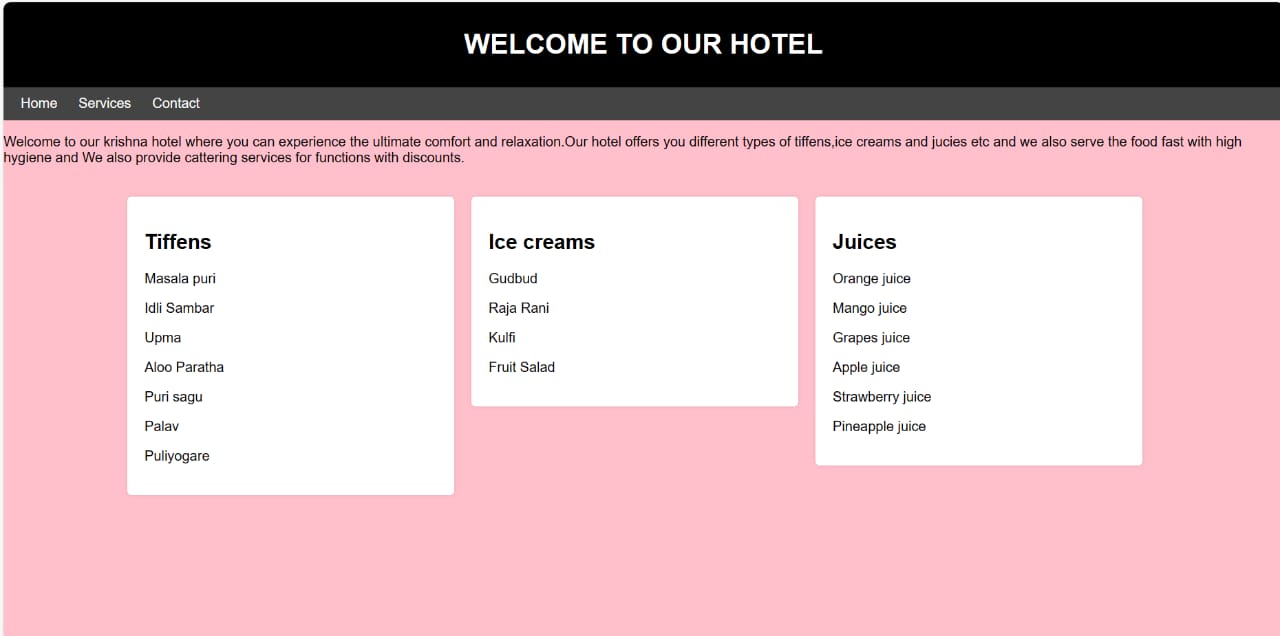 WELCOME TO OUR HOTEL
Home Services Contact
Welcome to our krishna hotel where you can experience the ultimate comfort and relaxation.Our hotel offers you different types of tiffens,ice creams and jucies etc and we also serve the food fast with high
hygiene and We also provide cattering services for functions with discounts.
Tiffens
Masala puri
Idli Sambar
Upma
Aloo Paratha
Puri sagu
Palav
Puliyogare
Ice creams
Gudbud
Raja Rani
Kulfi
Fruit Salad
Juices
Orange juice
Mango juice
Grapes juice
Apple juice
Strawberry juice
Pineapple juice